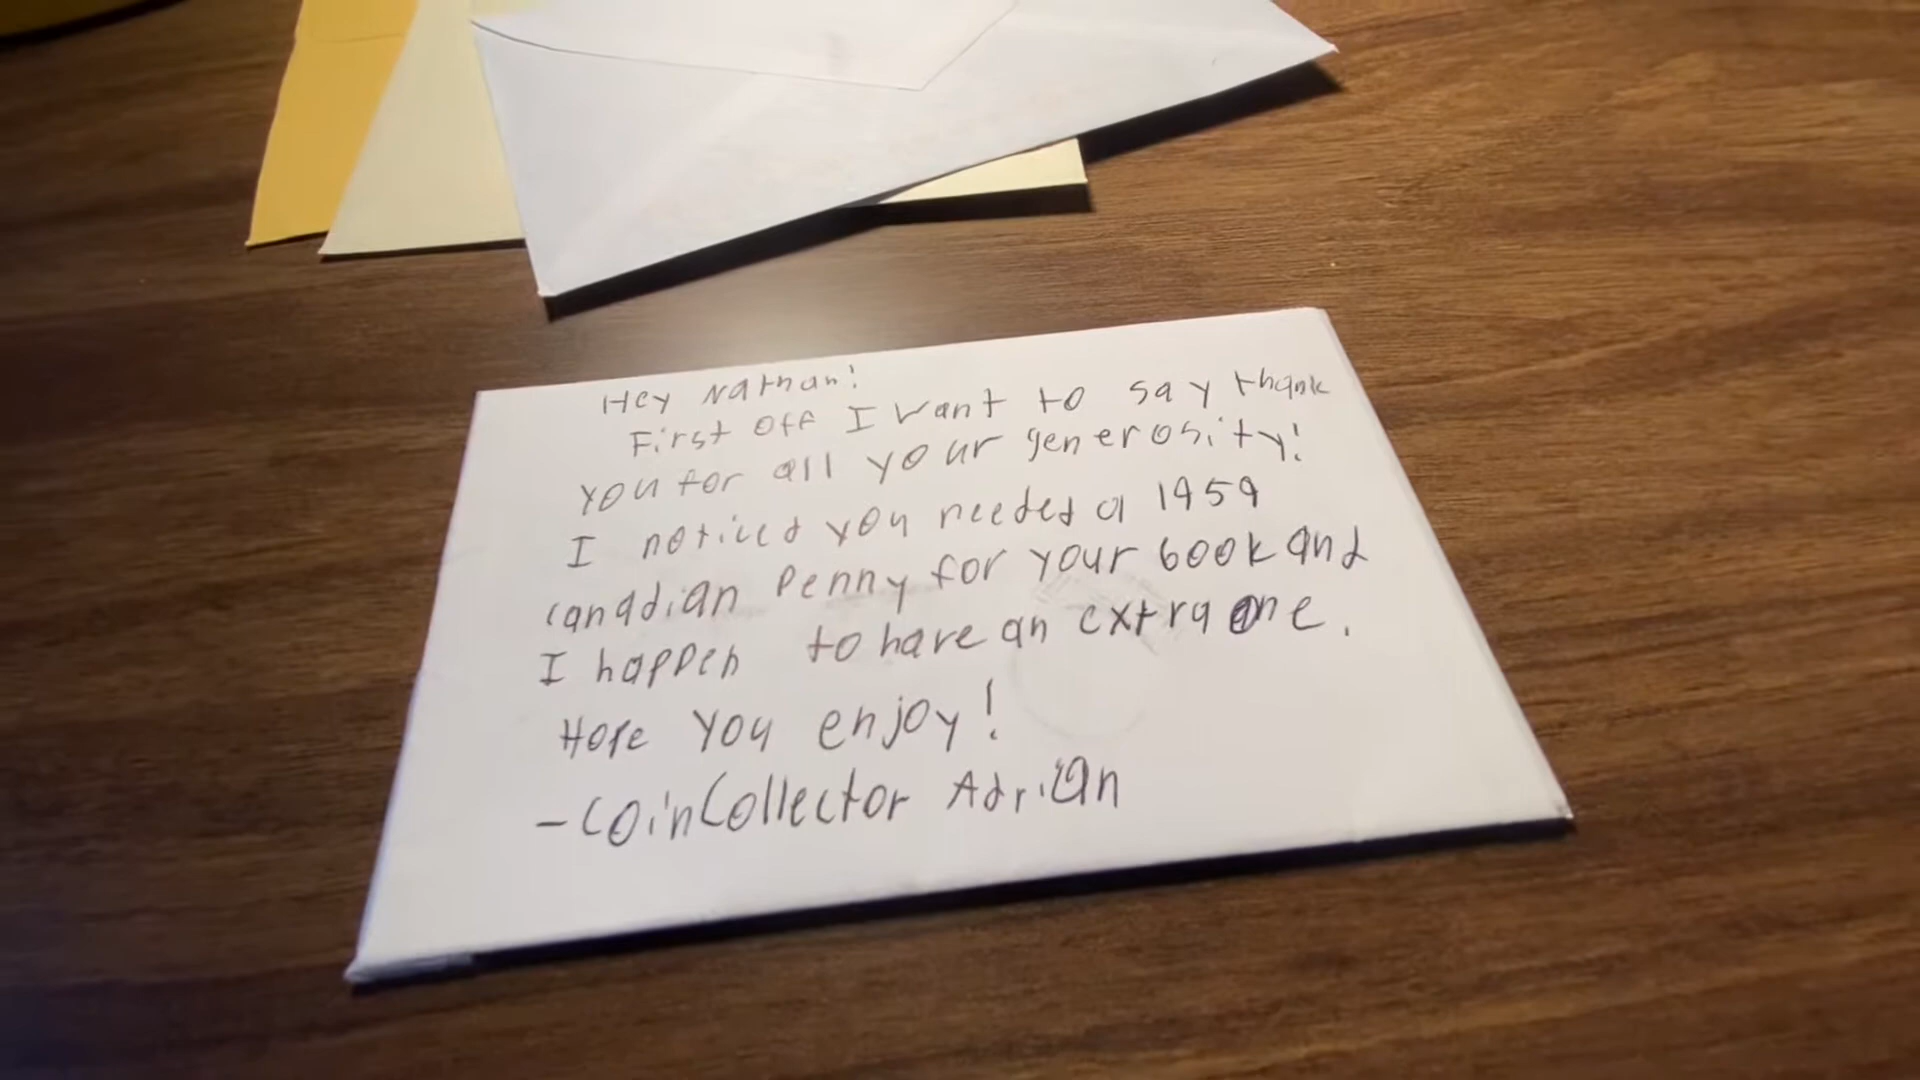 Hey Nathan!
First off I want to say thank
you for all your generosity!
I noticed you needed a 1959
canadian Penny for your book and
I happen to have an extra one.
Hope you enjoy!
-CoinCollector Adrian